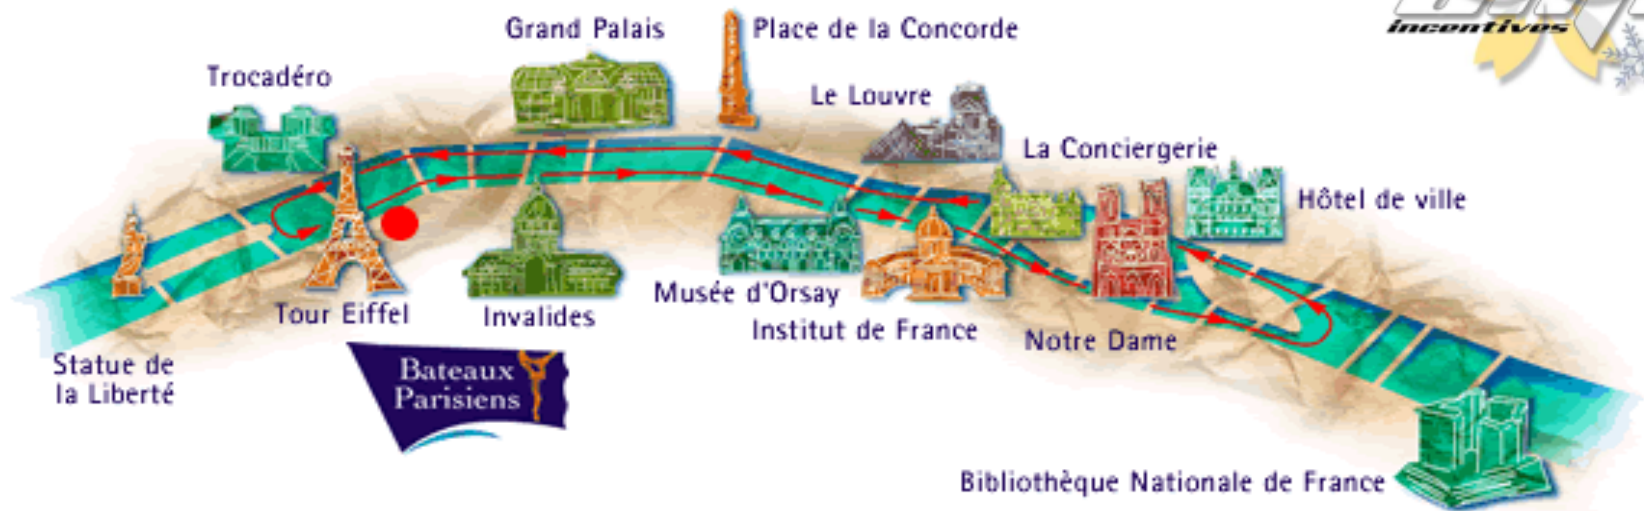 incentives
Grand Palais
Place de la Concorde
Trocadéro
Le Louvre
La Conciergerie
Hôtel de ville
Tour Eiffel
Invalides
Musée d'Orsay
Institut de France
Notre Dame
Statue de
la Liberté
Bateaux
Parisiens
Bibliothèque Nationale de France